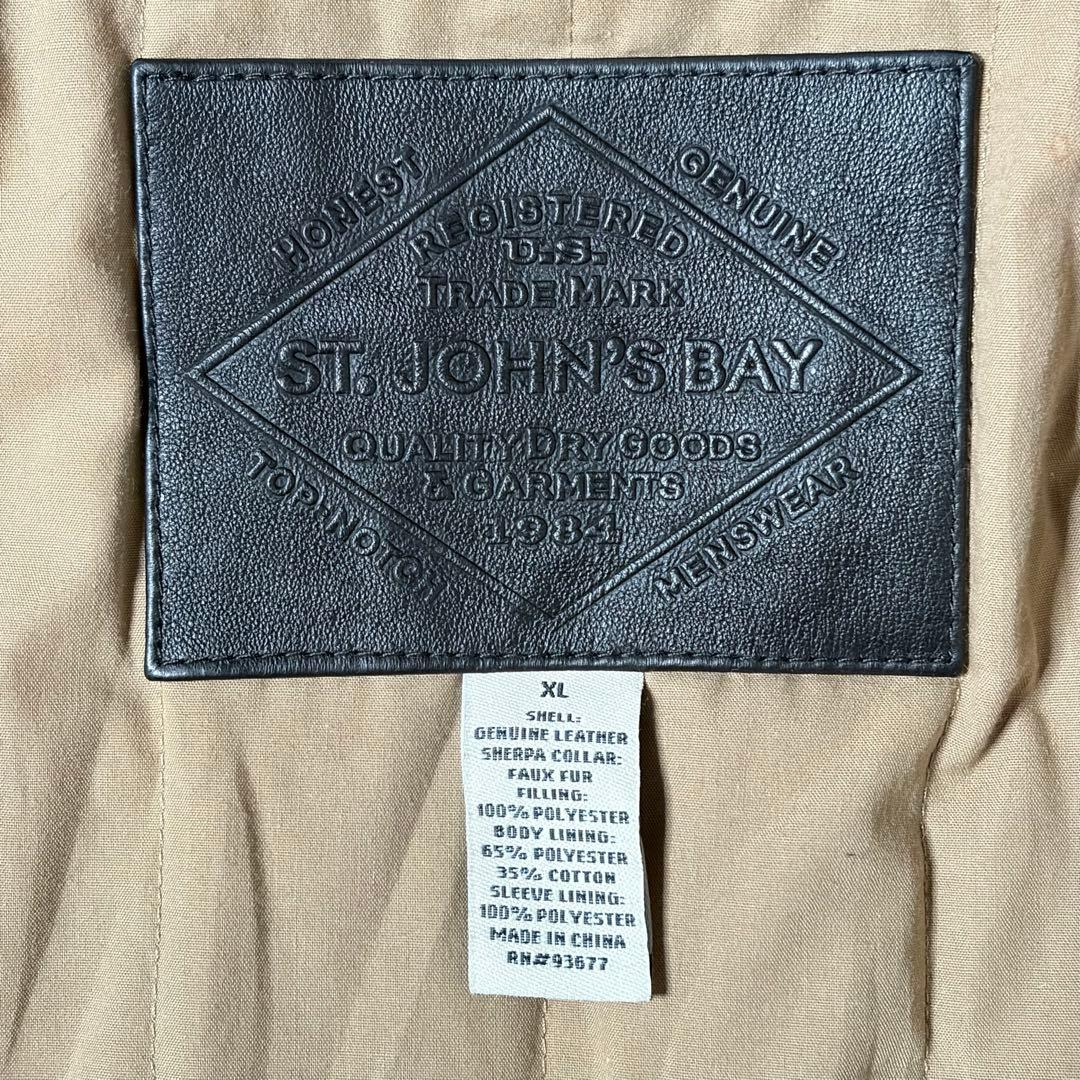 HONEST
GENUINE
REGISTERED
U.S.
TRADE MARK
ST. JOHN'S BAY
QUALITY DRY GOODS
& GARMENTS
1984
TOP-NOTCH
MENSWEAR
XL
SHELL:
GENUINE LEATHER
SHERPA COLLAR:
FAUX FUR
FILLING:
100% POLYESTER
BODY LINING:
65% POLYESTER
35% COTTON
SLEEVE LINING:
100% POLYESTER
MADE IN CHINA
RN#93677